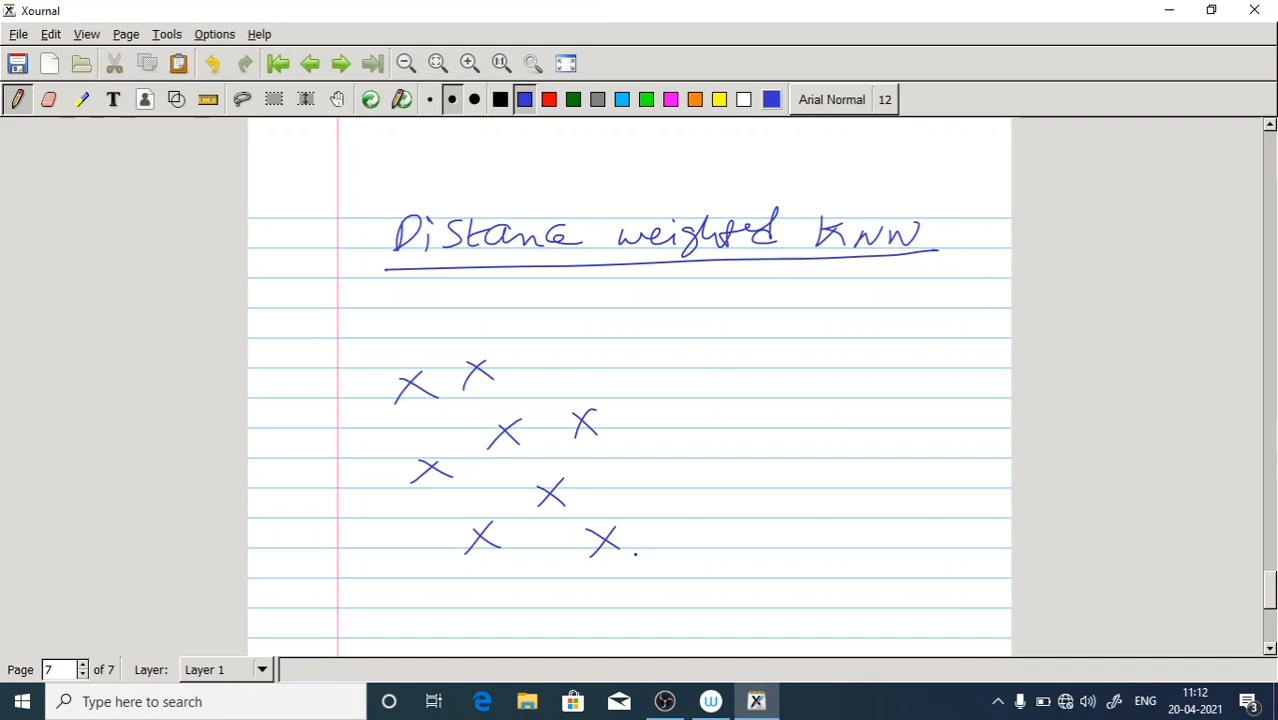 Xournal
File Edit View Page Tools Options Help
Arial Normal 12
Distance weighted KNN
X X
X X
X
X
X X .
Page 7 of 7 Layer: Layer 1
Type here to search
ENG
11:12
20-04-2021
3